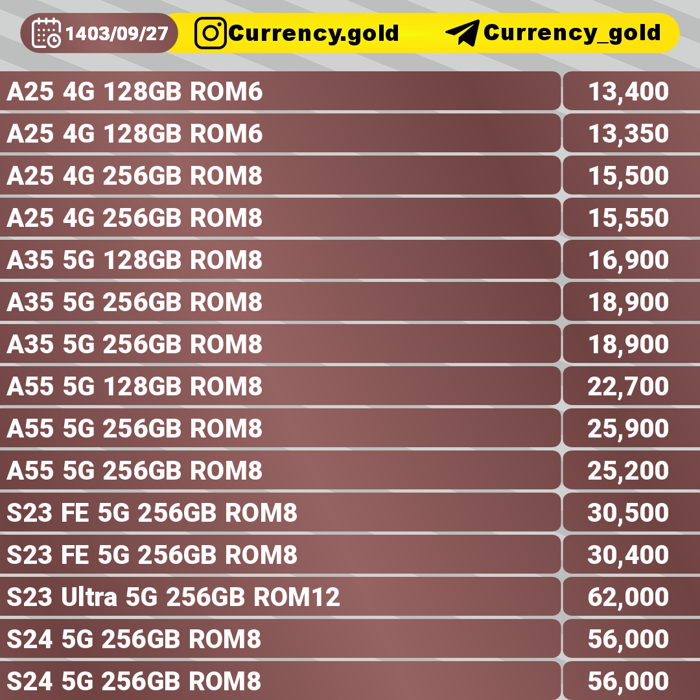 1403/09/27 Currency.gold Currency_gold
A25 4G 128GB ROM6 13,400
A25 4G 128GB ROM6 13,350
A25 4G 256GB ROM8 15,500
A25 4G 256GB ROM8 15,550
A35 5G 128GB ROM8 16,900
A35 5G 256GB ROM8 18,900
A35 5G 256GB ROM8 18,900
A55 5G 128GB ROM8 22,700
A55 5G 256GB ROM8 25,900
A55 5G 256GB ROM8 25,200
S23 FE 5G 256GB ROM8 30,500
S23 FE 5G 256GB ROM8 30,400
S23 Ultra 5G 256GB ROM12 62,000
S24 5G 256GB ROM8 56,000
S24 5G 256GB ROM8 56,000